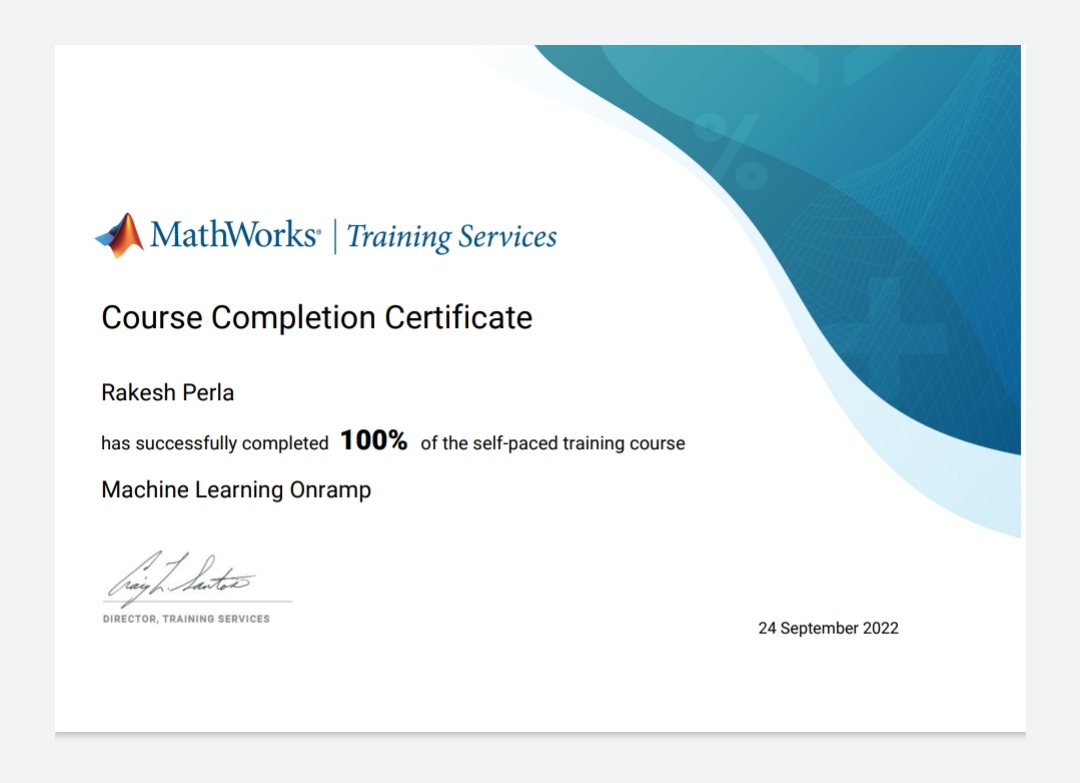 MathWorks® | Training Services
Course Completion Certificate
Rakesh Perla
has successfully completed 100% of the self-paced training course
Machine Learning Onramp
Craig L. Santos
DIRECTOR, TRAINING SERVICES
24 September 2022